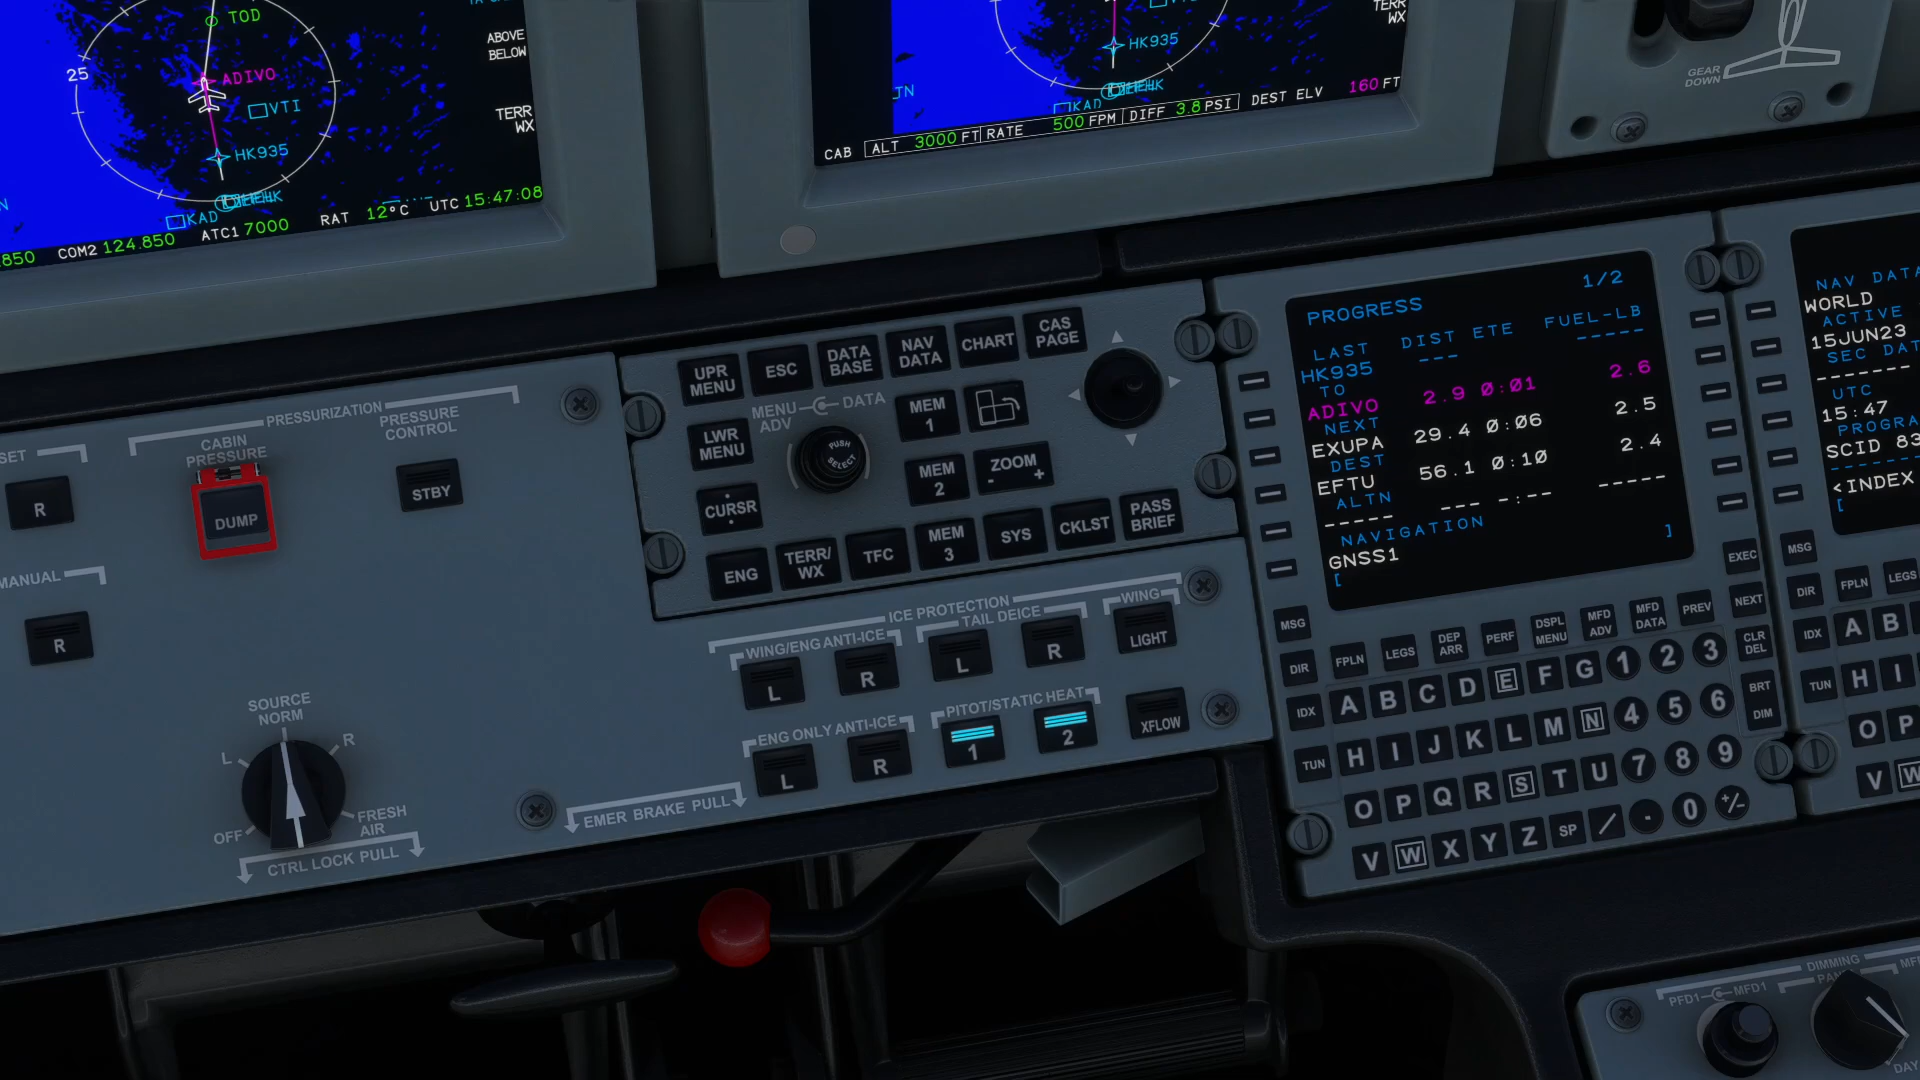 TOD
25
ADIVO
VTI
HK935
KAD
ABOVE
BELOW
TERR
WX
850 COM2 124.850 ATC1 7000 RAT 12°C UTC 15:47:08
TERR
WX
HK935
KAD
CAB ALT 3000 FT RATE 500 FPM DIFF 3.8 PSI DEST ELV 160 FT
GEAR
DOWN
PROGRESS 1/2
LAST DIST ETE FUEL-LB
HK935 --- ----
TO
ADIVO 2.9 0:01 2.6
NEXT
EXUPA 29.4 0:06 2.5
DEST
EFTU 56.1 0:10 2.4
ALTN
----- --- -:-- -----
NAVIGATION
GNSS1
[ ]
NAV DATA
WORLD
ACTIVE
15JUN23
SEC DAT
-------
UTC
15:47
PROGRA
SCID 83
<INDEX
[
SET
R
MANUAL
R
PRESSURIZATION
CABIN
PRESSURE
DUMP
PRESSURE
CONTROL
STBY
SOURCE
NORM
L
R
OFF
FRESH
AIR
CTRL LOCK PULL
UPR
MENU
ESC
DATA
BASE
NAV
DATA
CHART
CAS
PAGE
MENU
ADV
DATA
LWR
MENU
PUSH
SELECT
MEM
1
MEM
2
ZOOM
- +
CURSR
ENG
TERR/
WX
TFC
MEM
3
SYS
CKLST
PASS
BRIEF
ICE PROTECTION
WING/ENG ANTI-ICE
TAIL DEICE
WING
L
R
L
R
LIGHT
ENG ONLY ANTI-ICE
PITOT/STATIC HEAT
L
R
1
2
XFLOW
EMER BRAKE PULL
MSG
EXEC
DIR FPLN LEGS DEP
ARR PERF DSPL
MENU MFD
ADV MFD
DATA PREV NEXT
IDX A B C D E F G 1 2 3 CLR
DEL
TUN H I J K L M N 4 5 6 BRT
DIM
O P Q R S T U 7 8 9
V W X Y Z SP / . 0 +/-
MSG
DIR FPLN LEGS
IDX A B
TUN H I
O P
V W
DIMMING
PFD1 MFD1
DAY